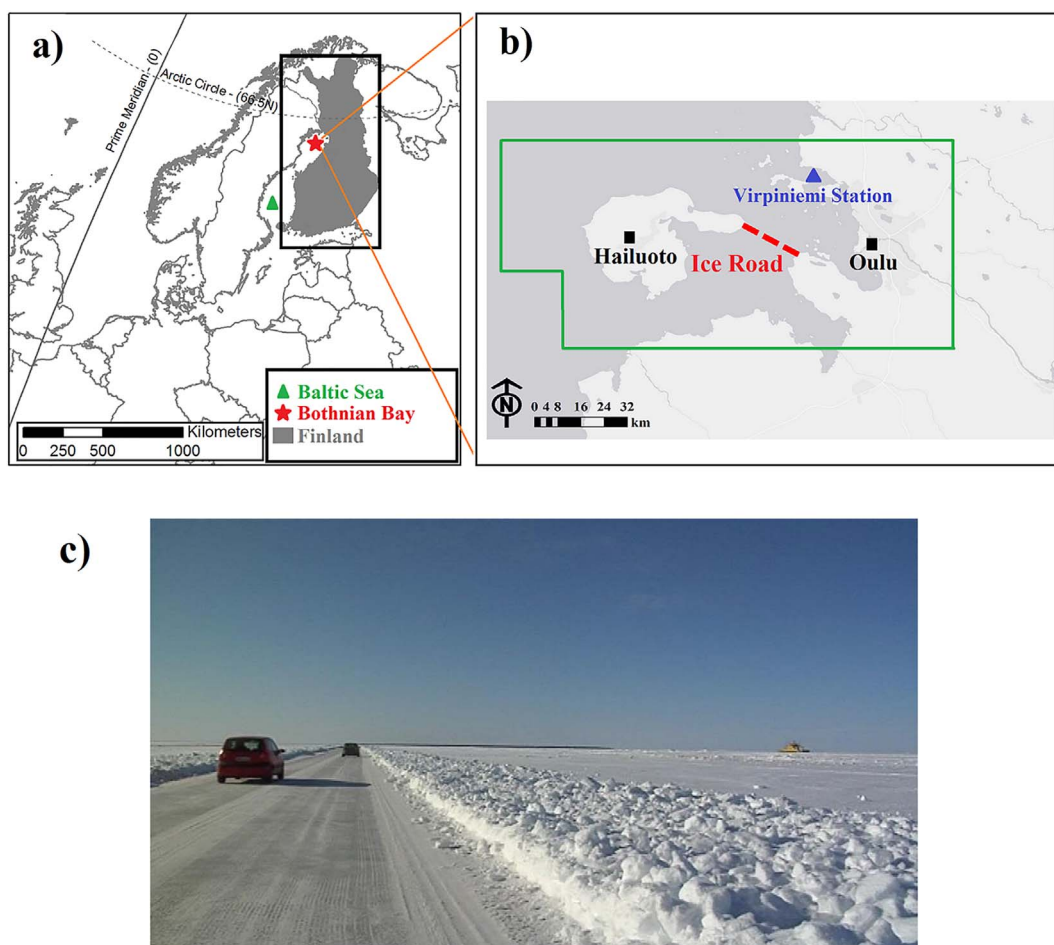 a)
Prime Meridian - (0)
Arctic Circle - (66.5N)
Baltic Sea
Bothnian Bay
Finland
Kilometers
0 250 500 1000
b)
Virpiniemi Station
Hailuoto
Ice Road
Oulu
N
0 4 8 16 24 32
km
c)